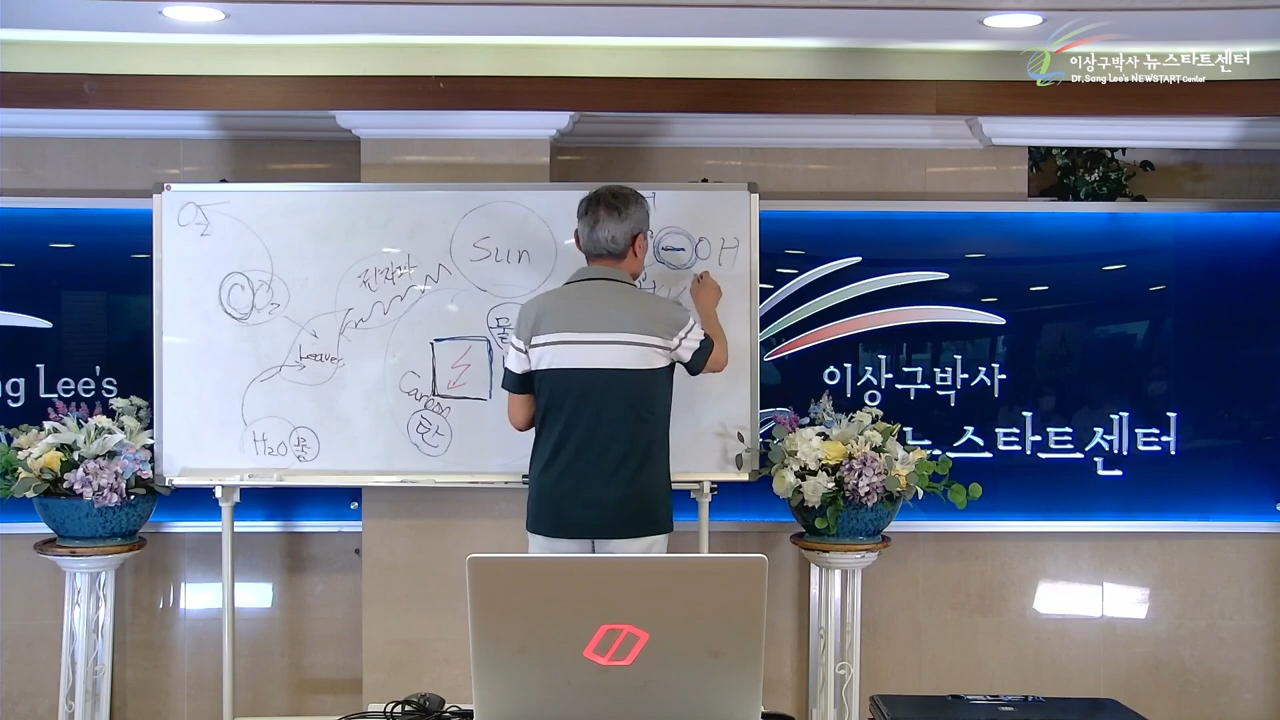 이상구박사 뉴스타트센터
Dr. Sang Lee's NEWSTART Center
O2
CO2
전자파
Sun
OH
Leaves
물
Carbon
탄
H2O
물
ng Lee's
이상구박사
뉴스타트센터